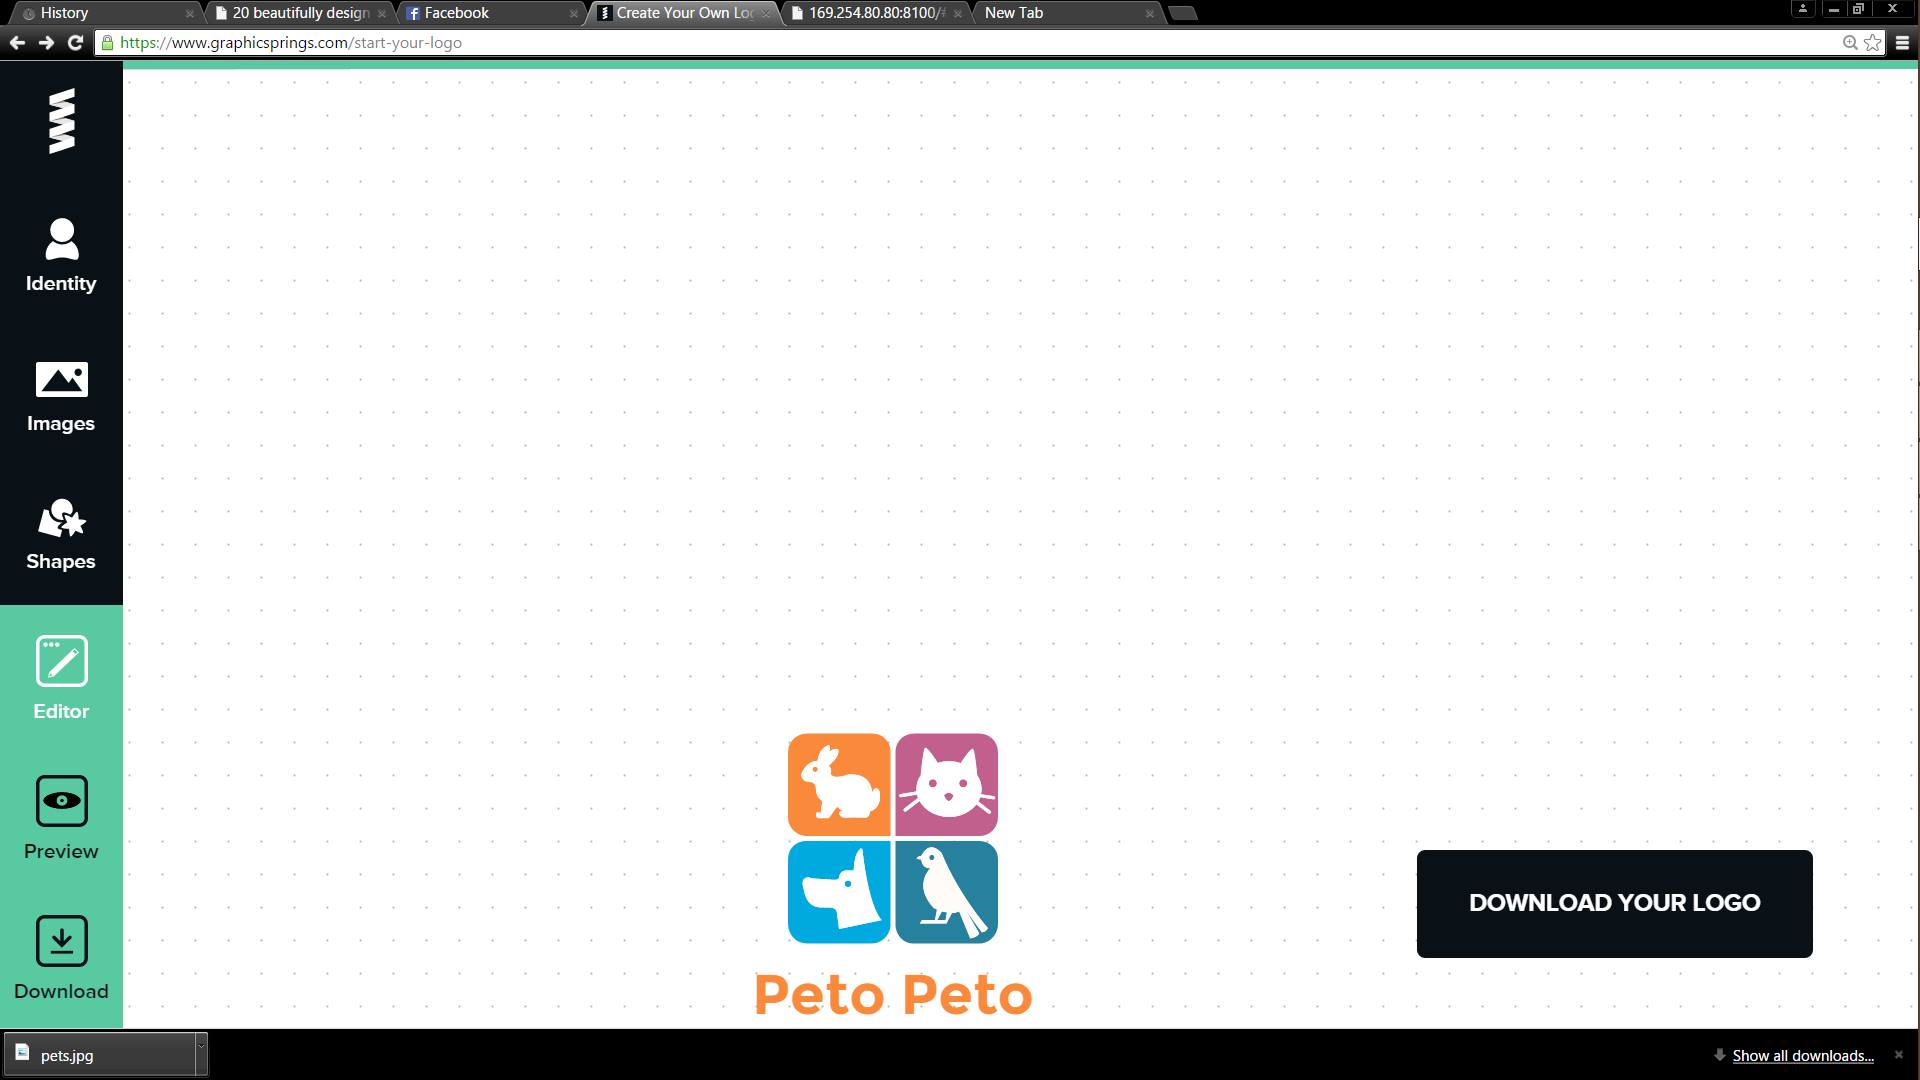 History
20 beautifully design
Facebook
Create Your Own Lo
169.254.80.80:8100/#
New Tab
https://www.graphicsprings.com/start-your-logo
Identity
Images
Shapes
Editor
Preview
Download
Peto Peto
DOWNLOAD YOUR LOGO
pets.jpg
Show all downloads...